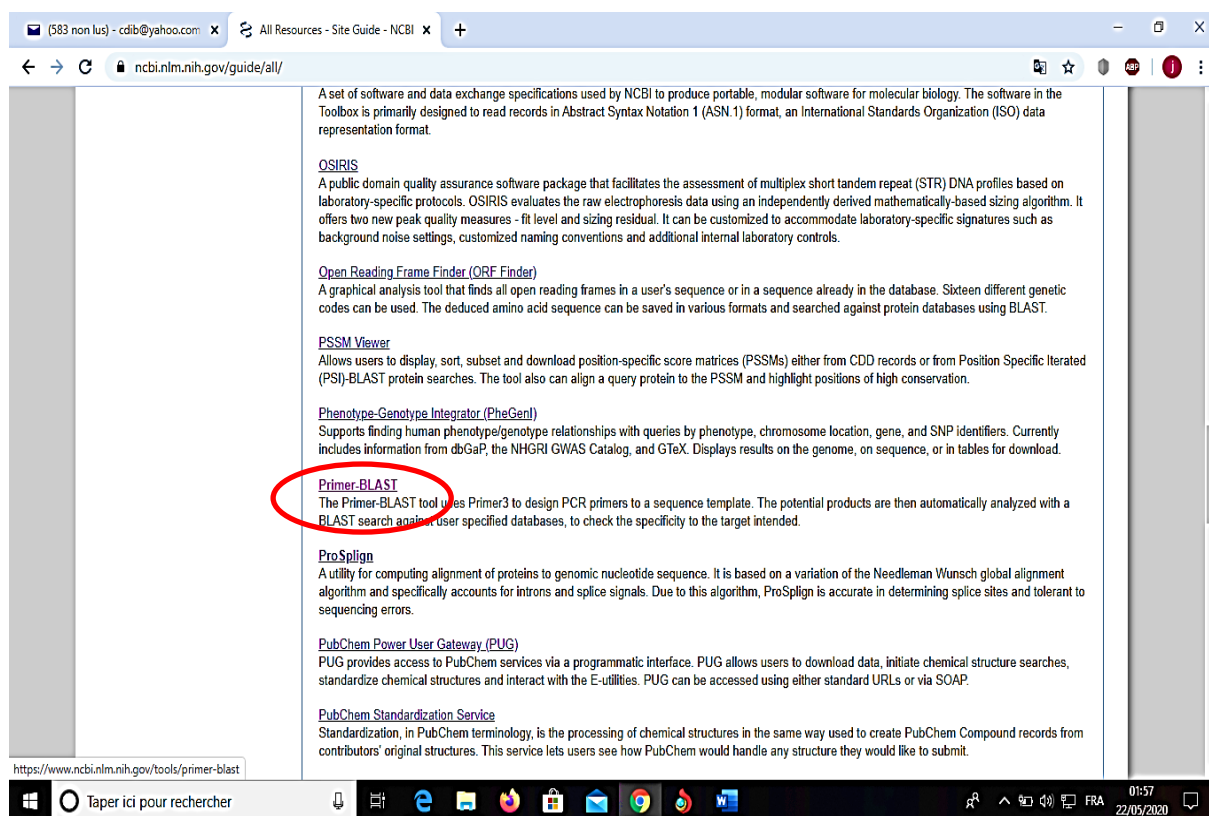 (583 non lus) - cdib@yahoo.com
All Resources - Site Guide - NCBI
ncbi.nlm.nih.gov/guide/all/
ABP
j
A set of software and data exchange specifications used by NCBI to produce portable, modular software for molecular biology. The software in the
Toolbox is primarily designed to read records in Abstract Syntax Notation 1 (ASN.1) format, an International Standards Organization (ISO) data
representation format.
OSIRIS
A public domain quality assurance software package that facilitates the assessment of multiplex short tandem repeat (STR) DNA profiles based on
laboratory-specific protocols. OSIRIS evaluates the raw electrophoresis data using an independently derived mathematically-based sizing algorithm. It
offers two new peak quality measures - fit level and sizing residual. It can be customized to accommodate laboratory-specific signatures such as
background noise settings, customized naming conventions and additional internal laboratory controls.
Open Reading Frame Finder (ORF Finder)
A graphical analysis tool that finds all open reading frames in a user's sequence or in a sequence already in the database. Sixteen different genetic
codes can be used. The deduced amino acid sequence can be saved in various formats and searched against protein databases using BLAST.
PSSM Viewer
Allows users to display, sort, subset and download position-specific score matrices (PSSMs) either from CDD records or from Position Specific Iterated
(PSI)-BLAST protein searches. The tool also can align a query protein to the PSSM and highlight positions of high conservation.
Phenotype-Genotype Integrator (PheGenI)
Supports finding human phenotype/genotype relationships with queries by phenotype, chromosome location, gene, and SNP identifiers. Currently
includes information from dbGaP, the NHGRI GWAS Catalog, and GTeX. Displays results on the genome, on sequence, or in tables for download.
Primer-BLAST
The Primer-BLAST tool uses Primer3 to design PCR primers to a sequence template. The potential products are then automatically analyzed with a
BLAST search against user specified databases, to check the specificity to the target intended.
ProSplign
A utility for computing alignment of proteins to genomic nucleotide sequence. It is based on a variation of the Needleman Wunsch global alignment
algorithm and specifically accounts for introns and splice signals. Due to this algorithm, ProSplign is accurate in determining splice sites and tolerant to
sequencing errors.
PubChem Power User Gateway (PUG)
PUG provides access to PubChem services via a programmatic interface. PUG allows users to download data, initiate chemical structure searches,
standardize chemical structures and interact with the E-utilities. PUG can be accessed using either standard URLs or via SOAP.
PubChem Standardization Service
Standardization, in PubChem terminology, is the processing of chemical structures in the same way used to create PubChem Compound records from
contributors' original structures. This service lets users see how PubChem would handle any structure they would like to submit.
https://www.ncbi.nlm.nih.gov/tools/primer-blast
Taper ici pour rechercher
FRA
01:57
22/05/2020